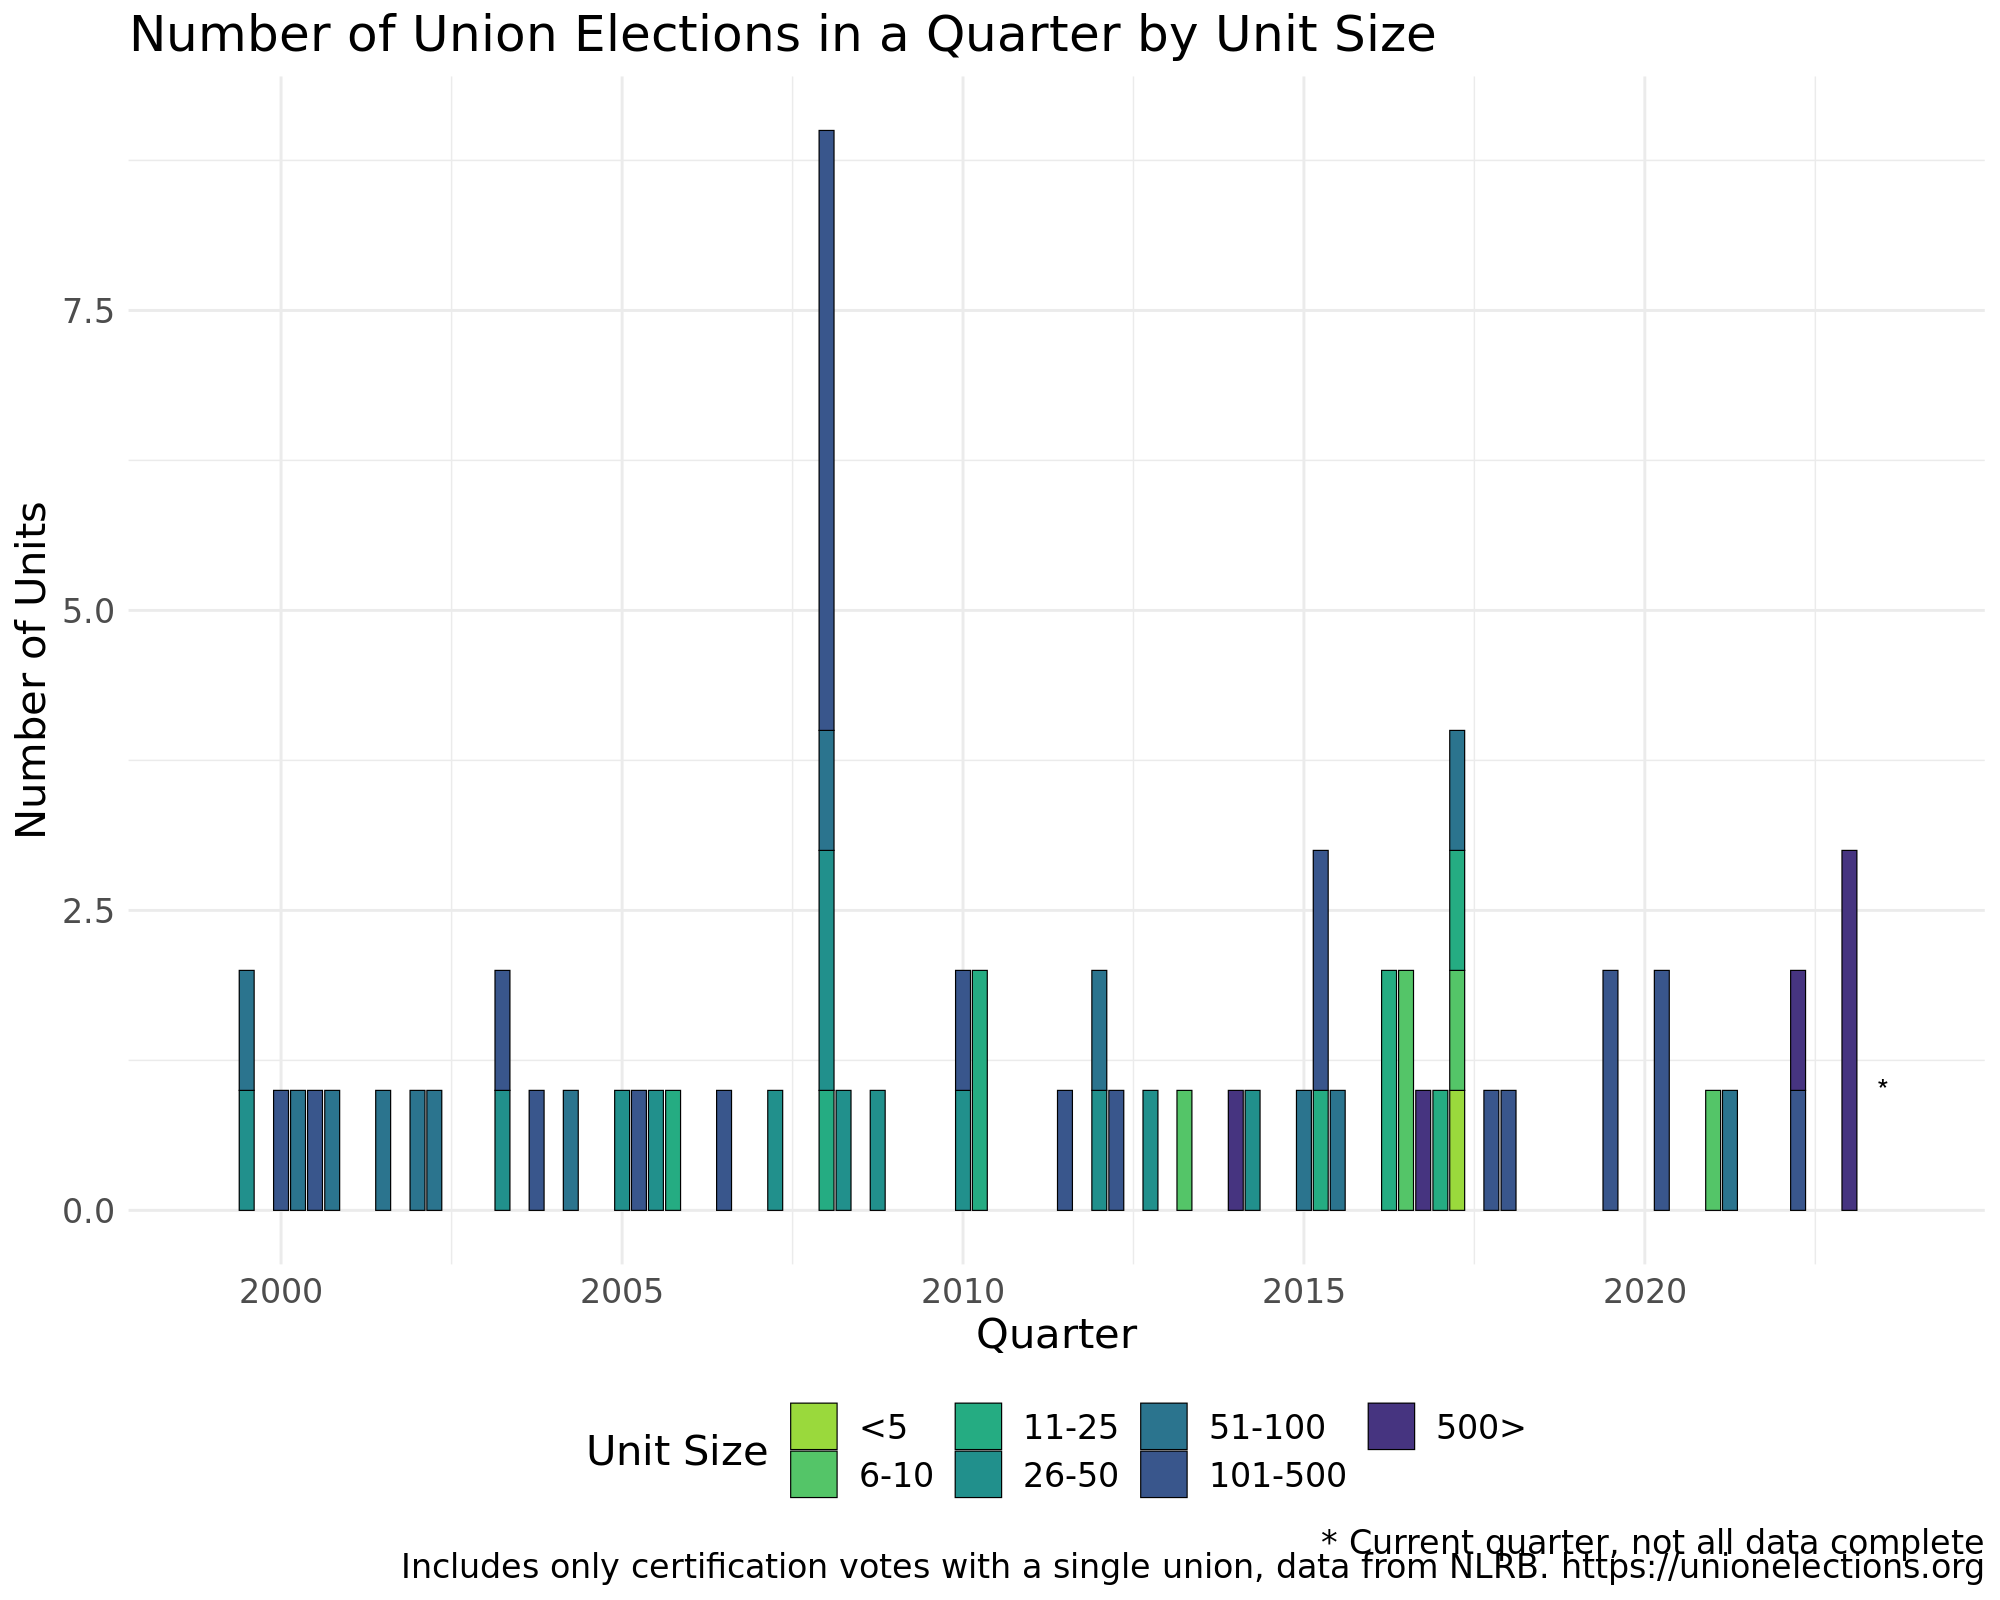 Number of Union Elections in a Quarter by Unit Size
Number of Units
7.5
5.0
2.5
0.0
*
2000 2005 2010 2015 2020
Quarter
Unit Size
<5 11-25 51-100 500>
6-10 26-50 101-500
* Current quarter, not all data complete
Includes only certification votes with a single union, data from NLRB. https://unionelections.org